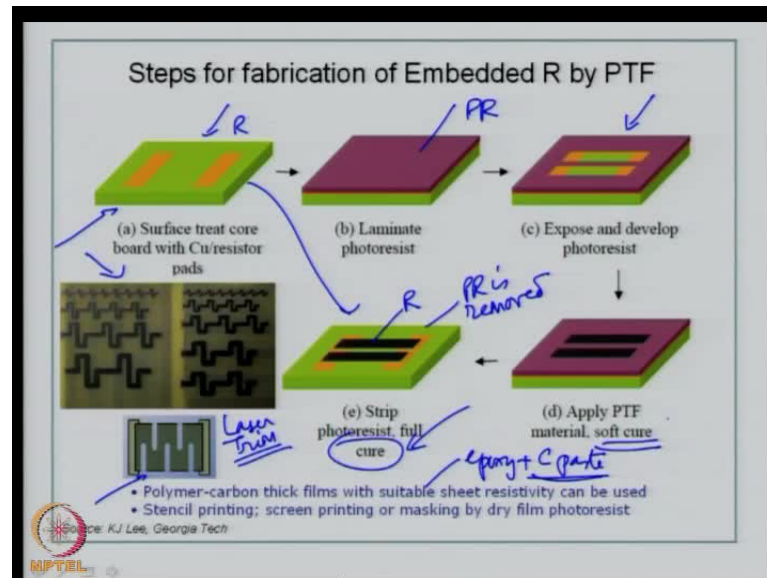 Steps for fabrication of Embedded R by PTF
R
PR
(a) Surface treat core
board with Cu/resistor
pads
(b) Laminate
photoresist
(c) Expose and develop
photoresist
R
PR is
removed
(e) Strip
photoresist, full
cure
(d) Apply PTF
material, soft cure
Laser
Trim
epoxy + C paste
• Polymer-carbon thick films with suitable sheet resistivity can be used
• Stencil printing; screen printing or masking by dry film photoresist
Source: KJ Lee, Georgia Tech
NPTEL